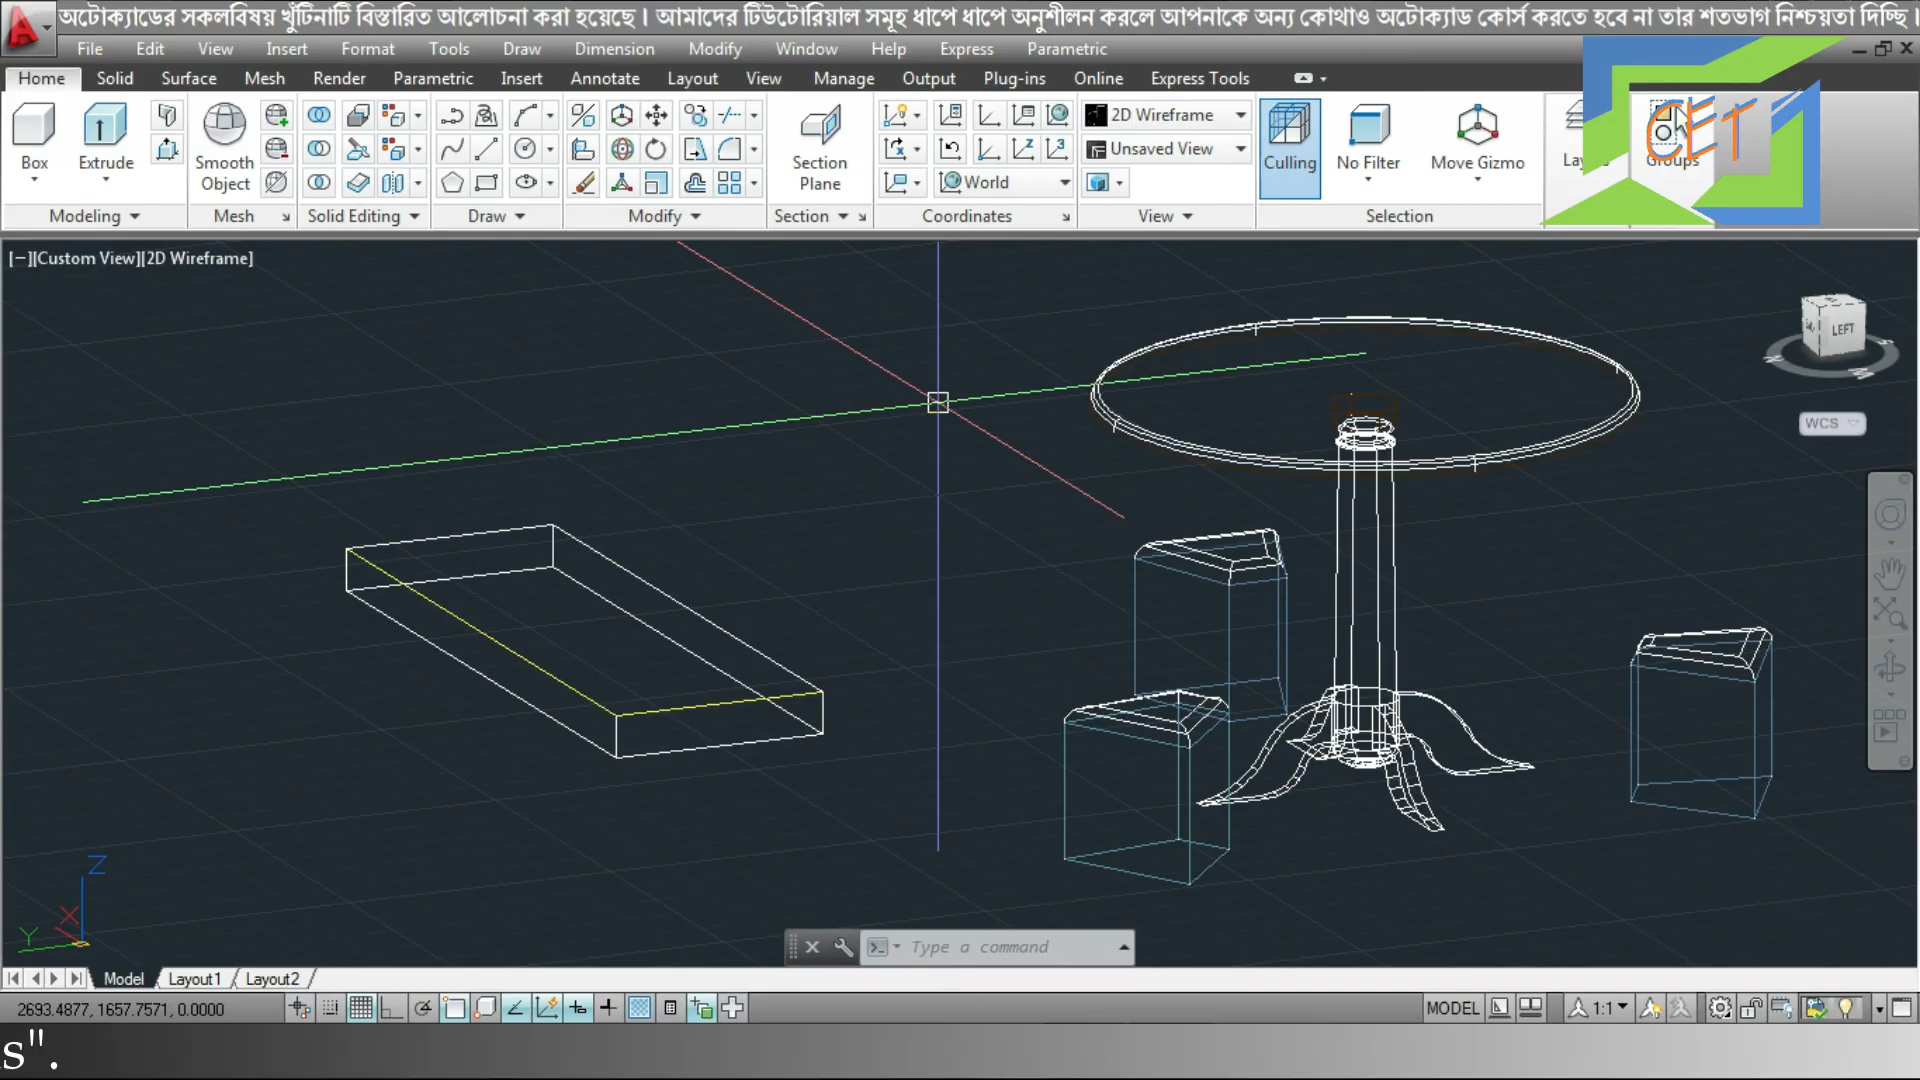 অটোক্যাডের সকলবিষয় খুঁটিনাটি বিস্তারিত আলোচনা করা হয়েছে। আমাদের টিউটোরিয়াল সমূহ ধাপে ধাপে অনুশীলন করলে আপনাকে অন্য কোথাও অটোক্যাড কোর্স করতে হবে না তার শতভাগ নিশ্চয়তা দিচ্ছি।
File Edit View Insert Format Tools Draw Dimension Modify Window Help Express Parametric
Home Solid Surface Mesh Render Parametric Insert Annotate Layout View Manage Output Plug-ins Online Express Tools
Box Extrude Smooth Object Section Plane 2D Wireframe Unsaved View World Culling No Filter Move Gizmo Groups
CET
Modeling Mesh Solid Editing Draw Modify Section Coordinates View Selection
[−][Custom View][2D Wireframe]
LEFT
WCS
Z
X
Y
Type a command
Model Layout1 Layout2
2693.4877, 1657.7571, 0.0000 MODEL 1:1
s".